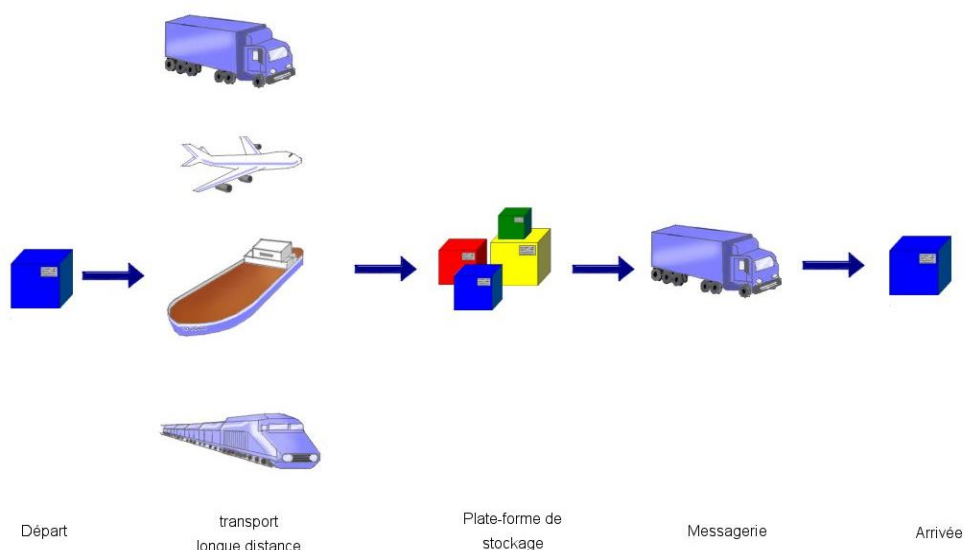 Départ
transport
longue distance
Plate-forme de
stockage
Messagerie
Arrivée